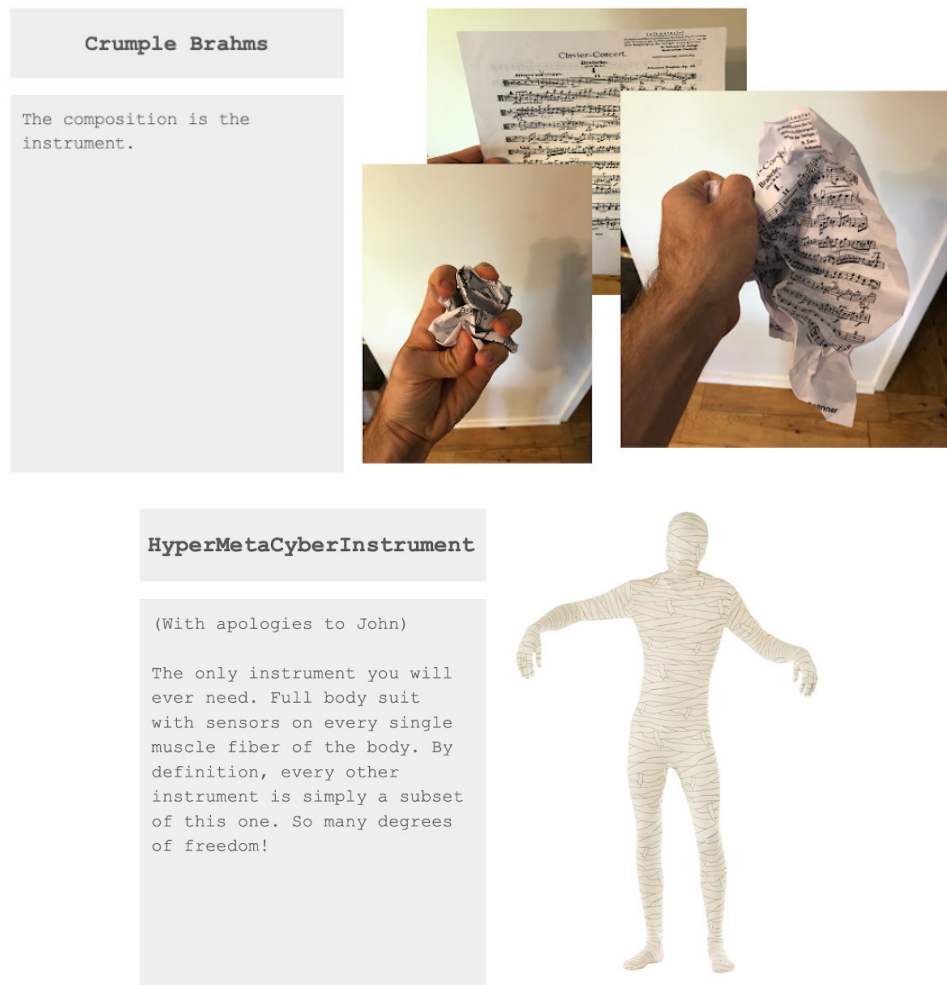 Crumple Brahms
The composition is the
instrument.
Clavier-Concert.
Bratsche.
HyperMetaCyberInstrument
(With apologies to John)
The only instrument you will
ever need. Full body suit
with sensors on every single
muscle fiber of the body. By
definition, every other
instrument is simply a subset
of this one. So many degrees
of freedom!